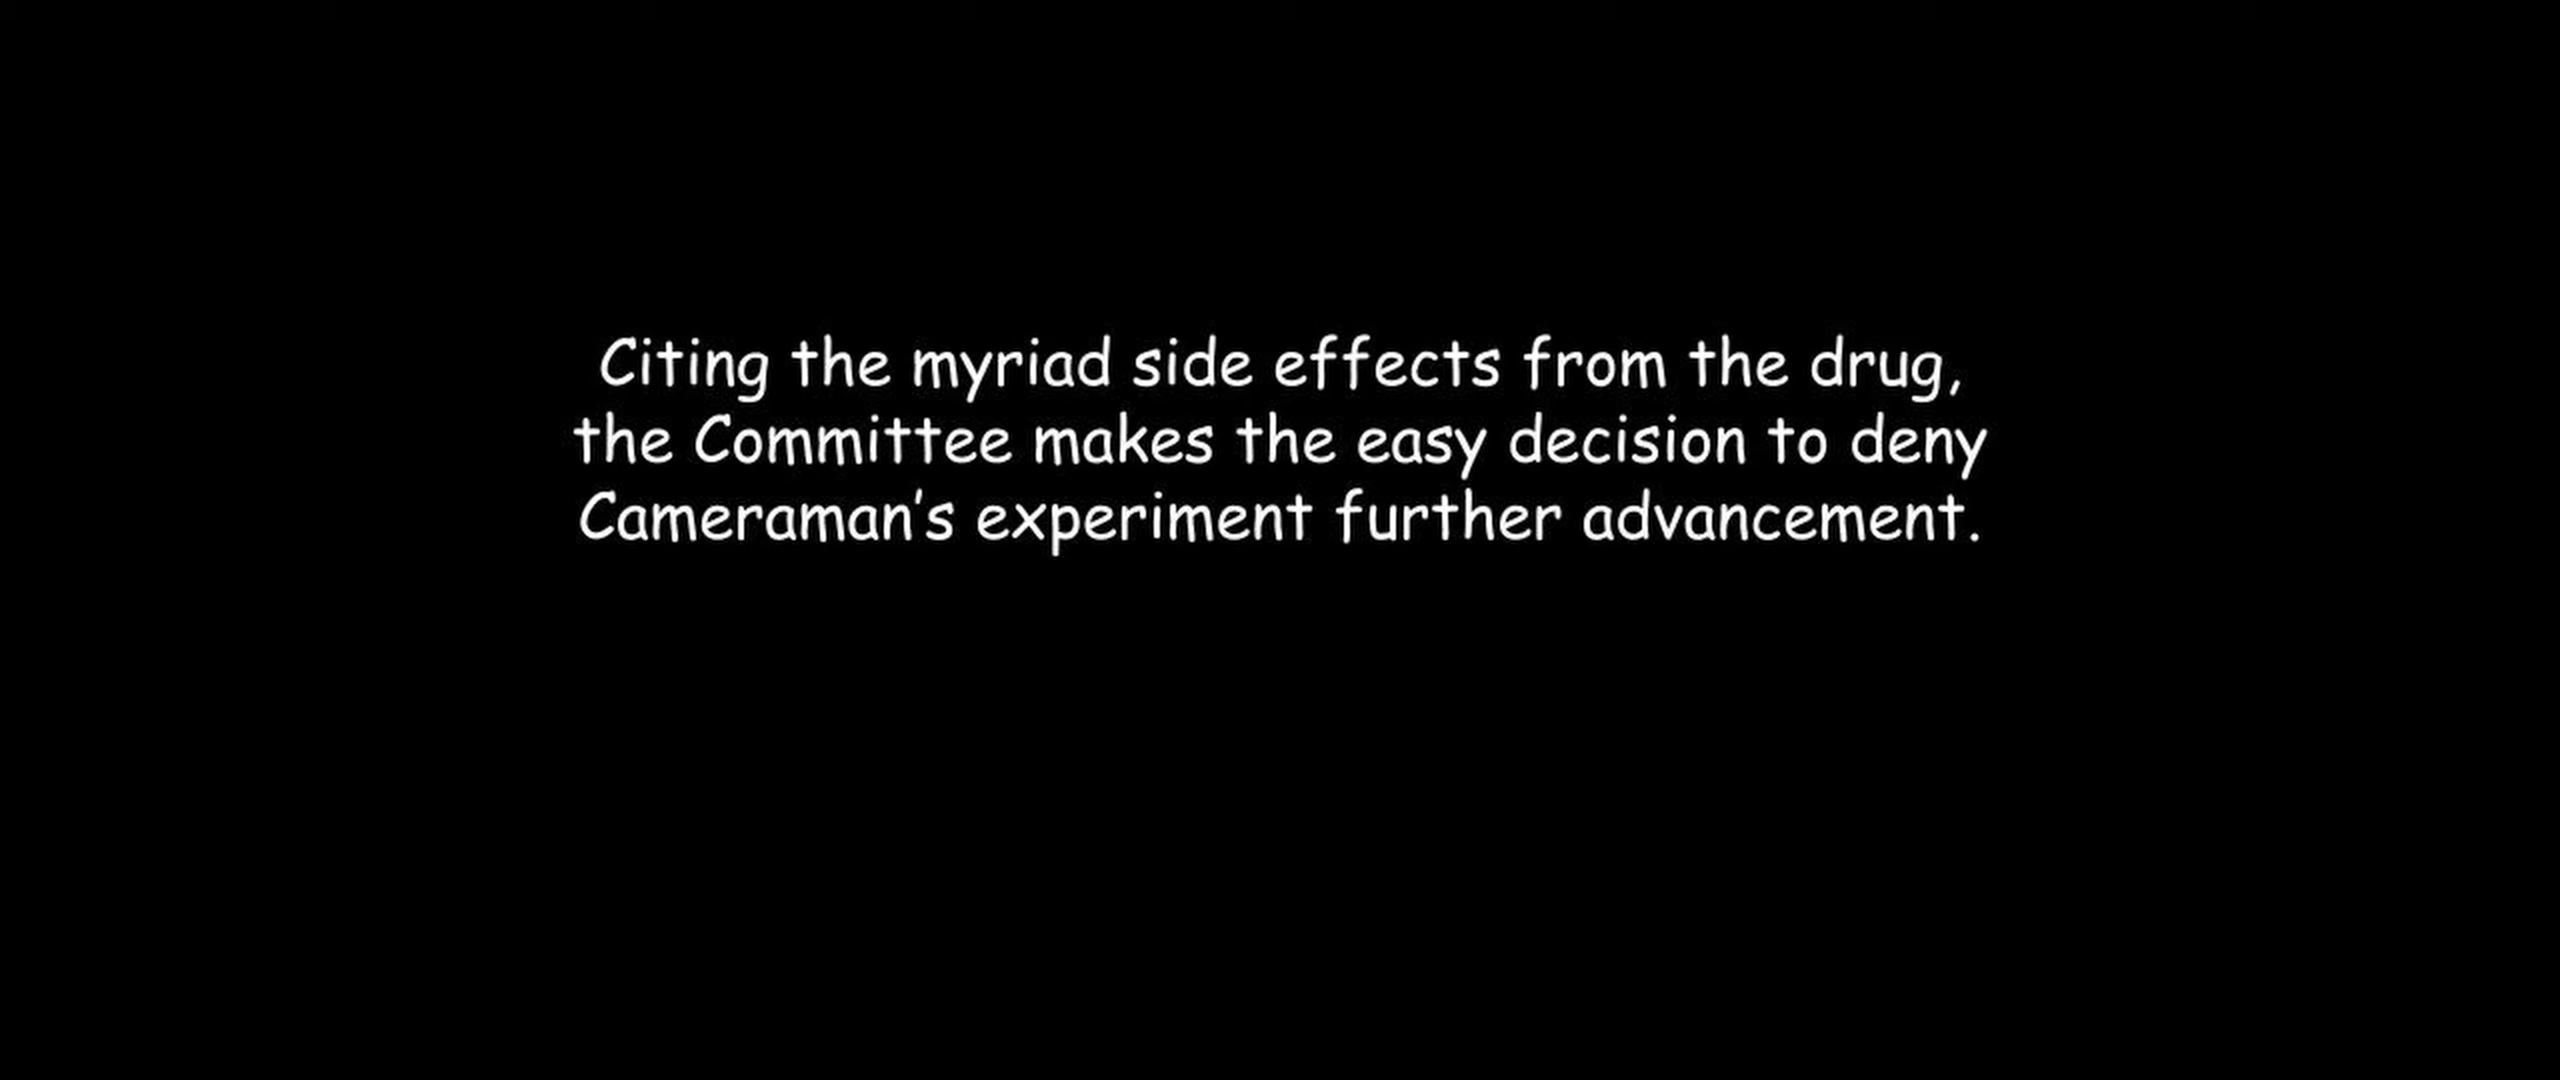 Citing the myriad side effects from the drug,
the Committee makes the easy decision to deny
Cameraman's experiment further advancement.